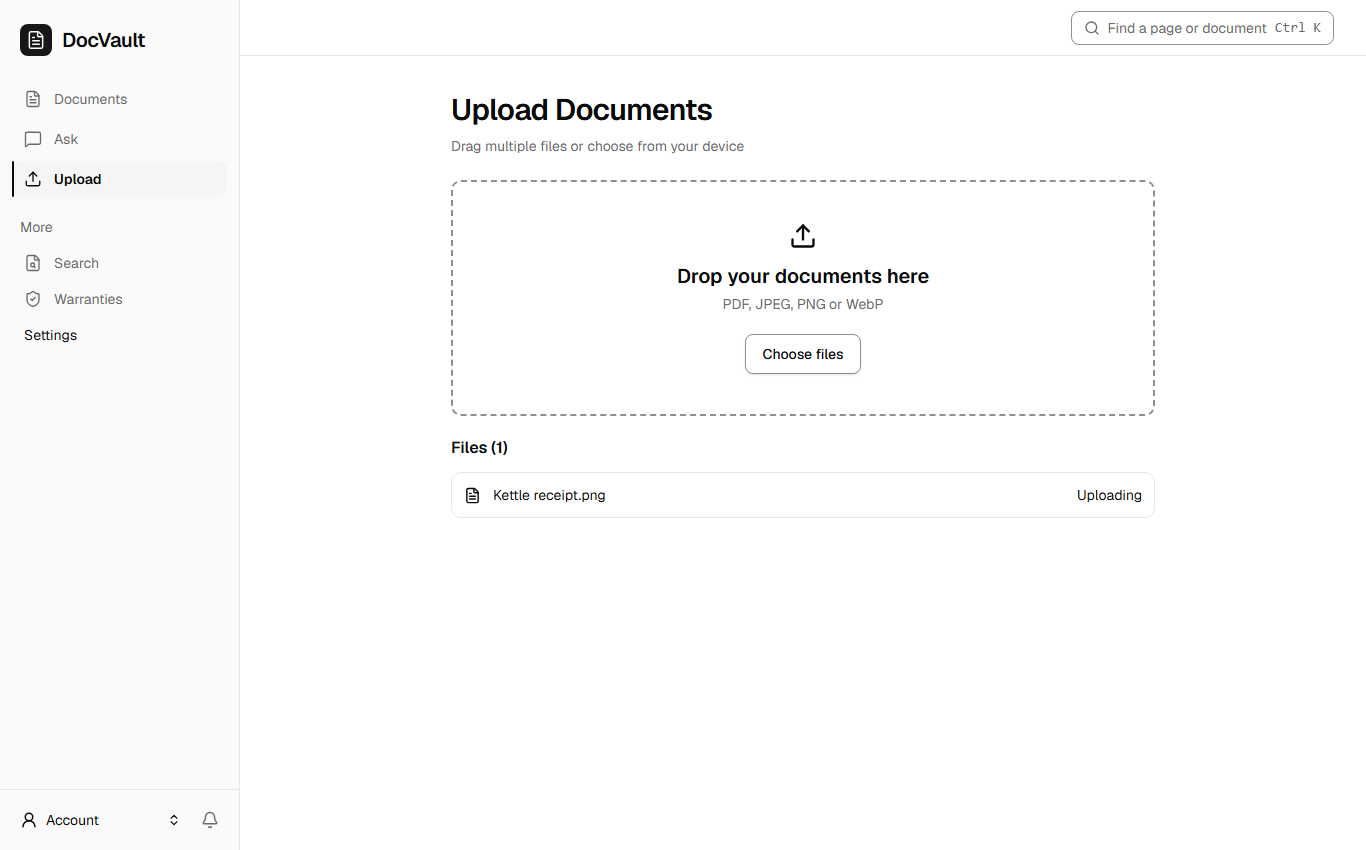 DocVault
Documents
Ask
Upload
More
Search
Warranties
Settings
Account
Find a page or document Ctrl K
Upload Documents
Drag multiple files or choose from your device
Drop your documents here
PDF, JPEG, PNG or WebP
Choose files
Files (1)
Kettle receipt.png Uploading